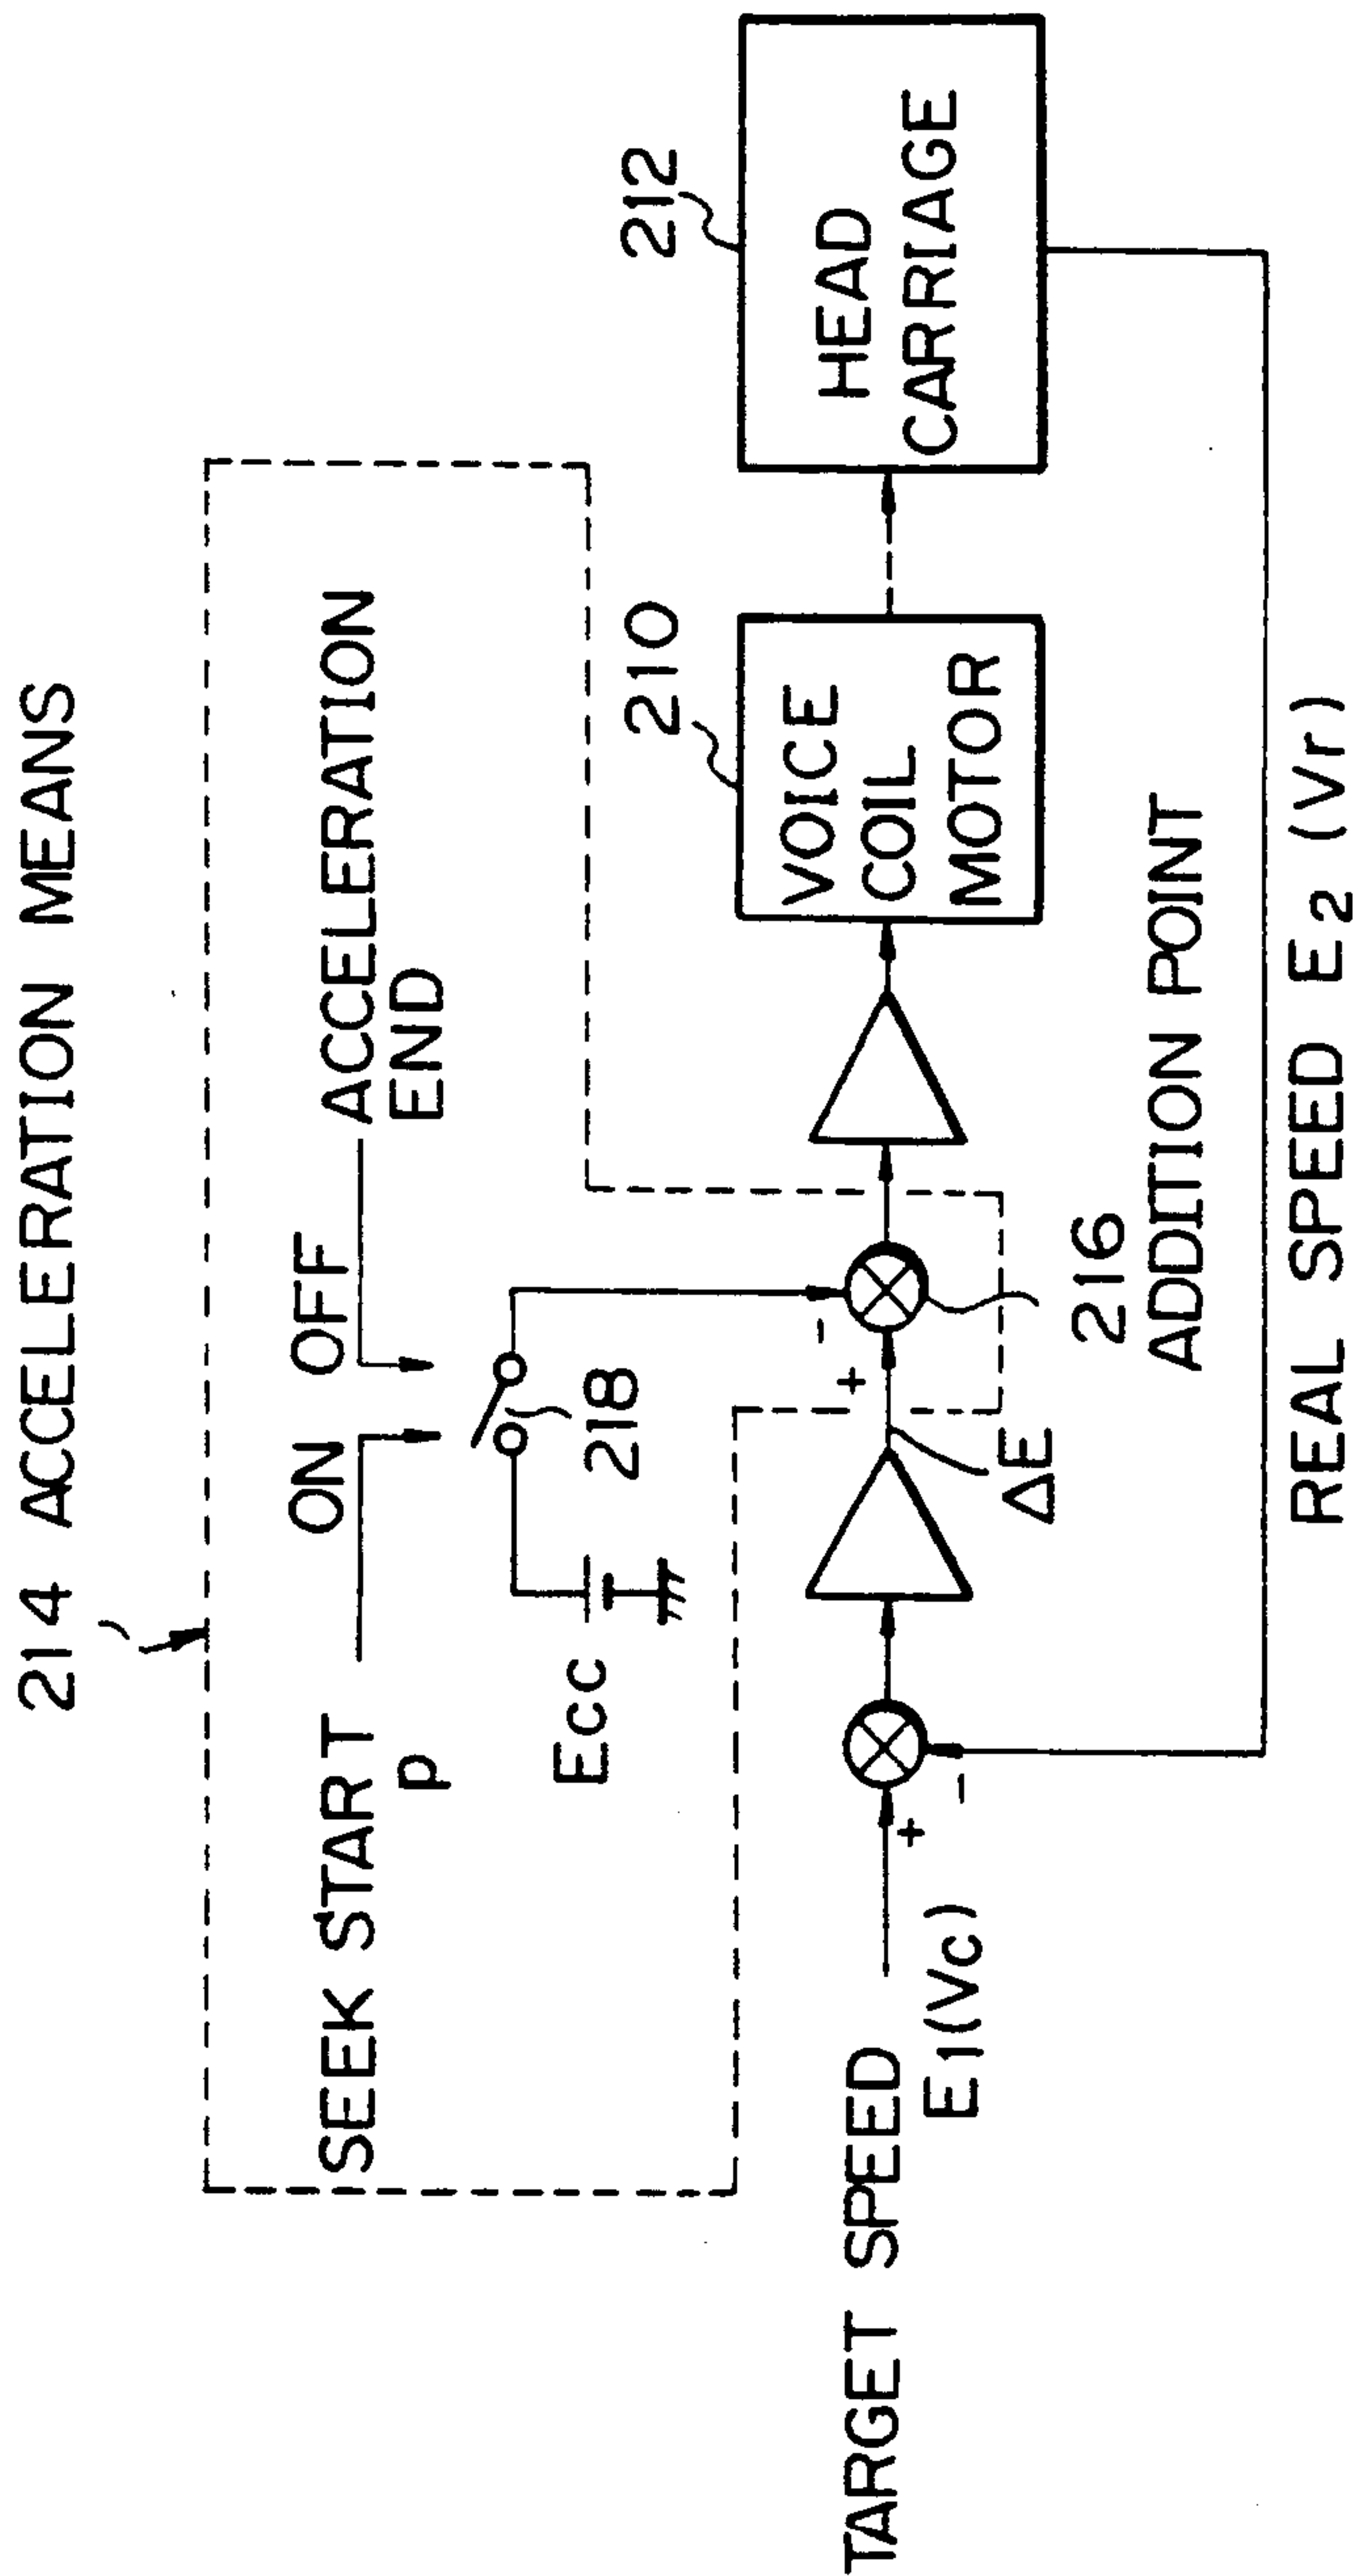 214 ACCELERATION MEANS
ON OFF
SEEK START
P
ACCELERATION
END
Ecc
218
210
212
TARGET SPEED
E1(Vc)
+
-
ΔE
+
-
216
ADDITION POINT
VOICE
COIL
MOTOR
HEAD
CARRIAGE
REAL SPEED E2 (Vr)